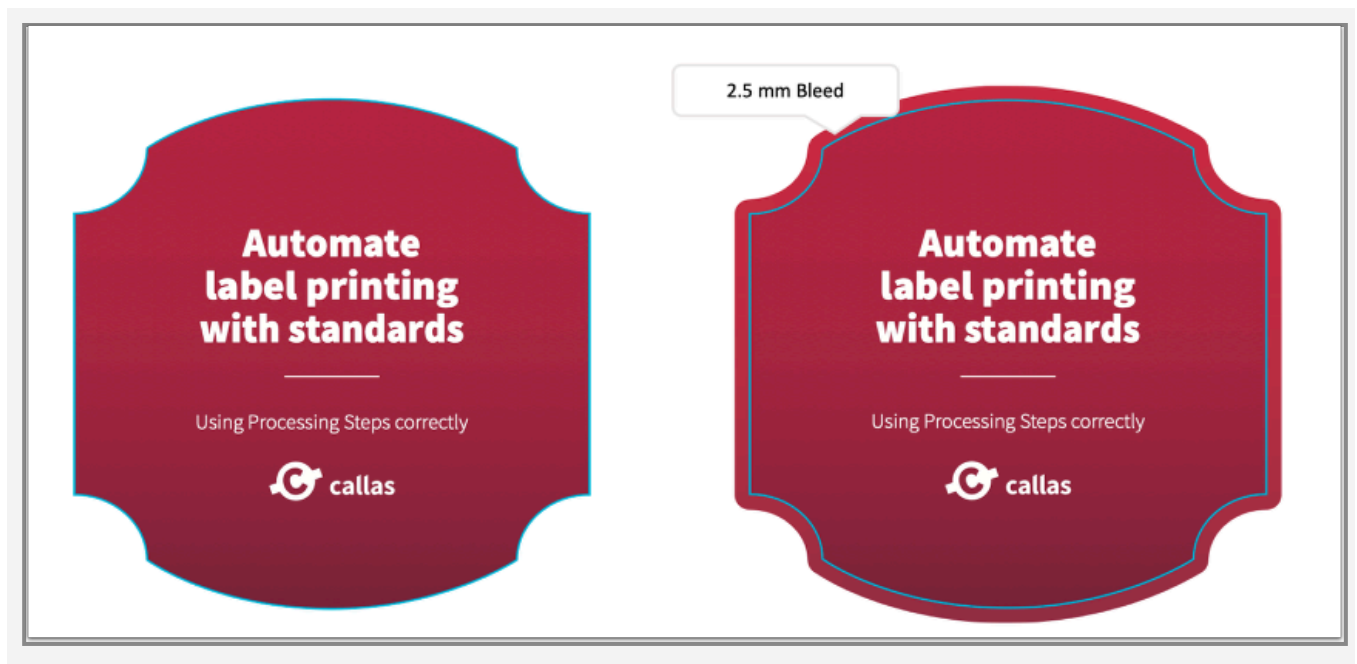 2.5 mm Bleed
Automate
label printing
with standards
Using Processing Steps correctly
callas
Automate
label printing
with standards
Using Processing Steps correctly
callas